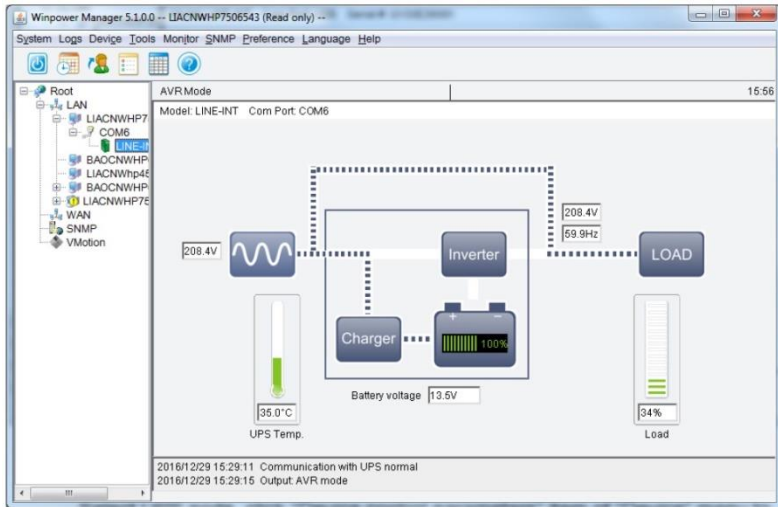 Winpower Manager 5.1.0.0 -- LIACNWHP7506543 (Read only) --
System Logs Device Tools Monitor SNMP Preference Language Help
Root
LAN
LIACNWHP7
COM6
LINE-IN
BAOCNWHP
LIACNWhp46
BAOCNWHP
LIACNWHP75
WAN
SNMP
VMotion
AVR Mode
15:56
Model: LINE-INT Com Port: COM6
208.4V
59.9Hz
208.4V
Inverter
LOAD
Charger
+ −
100%
Battery voltage 13.5V
35.0°C
UPS Temp.
34%
Load
2016/12/29 15:29:11 Communication with UPS normal
2016/12/29 15:29:15 Output: AVR mode